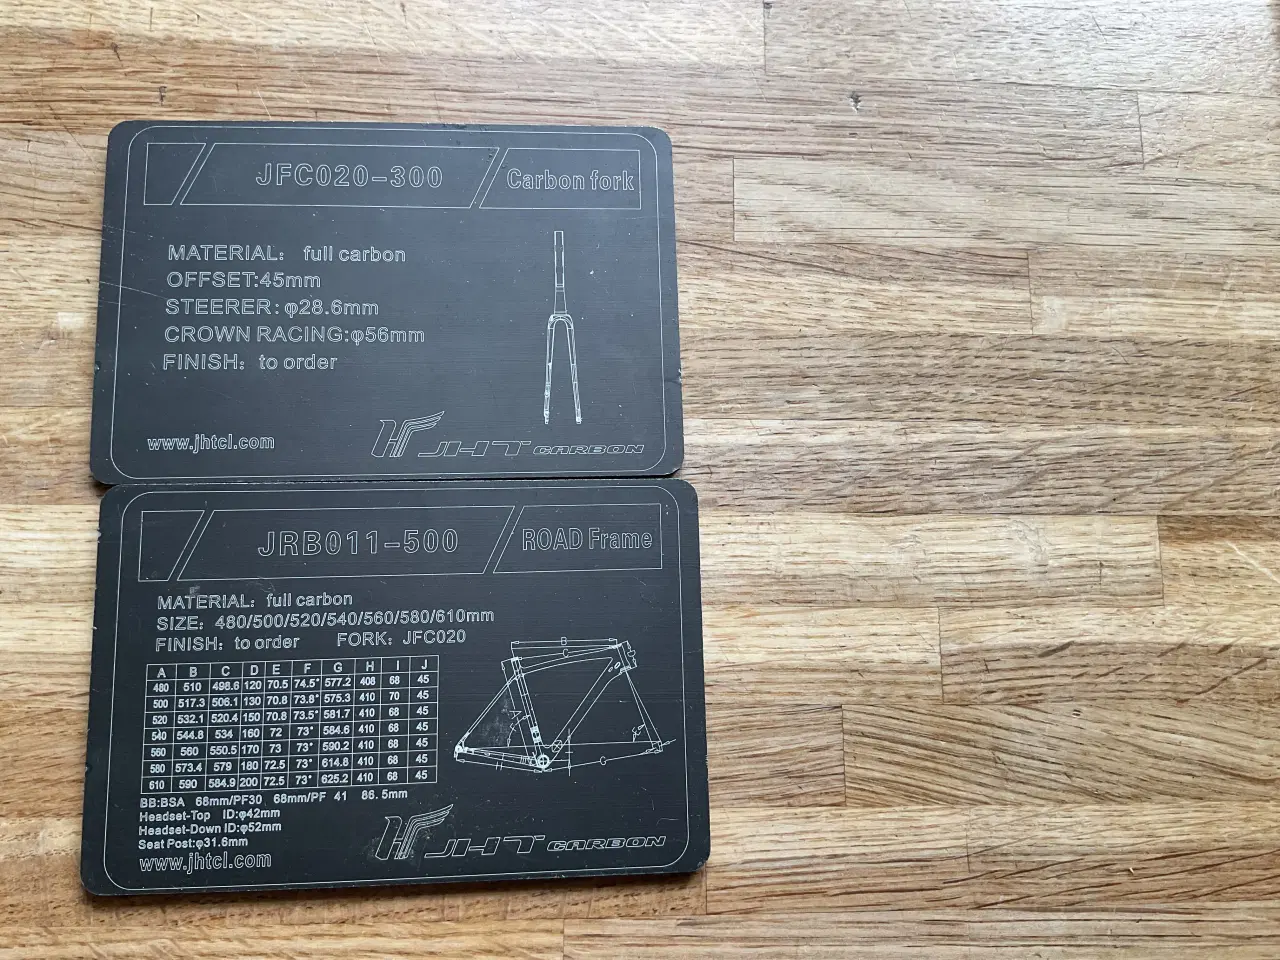 JFC020-300 Carbon fork
MATERIAL: full carbon
OFFSET:45mm
STEERER: φ28.6mm
CROWN RACING:φ56mm
FINISH: to order
www.jhtcl.com
JHT CARBON
JRB011-500 ROAD Frame
MATERIAL: full carbon
SIZE: 480/500/520/540/560/580/610mm
FINISH: to order FORK: JFC020
A B C D E F G H I J
480 510 498.6 120 70.5 74.5° 577.2 408 68 45
500 517.3 506.1 130 70.8 73.8° 575.3 410 70 45
520 532.1 520.4 150 70.8 73.5° 581.7 410 68 45
540 544.8 534 160 72 73° 584.6 410 68 45
560 560 550.5 170 73 73° 590.2 410 68 45
580 573.4 579 180 72.5 73° 614.8 410 68 45
610 590 584.9 200 72.5 73° 625.2 410 68 45
BB:BSA 68mm/PF30 68mm/PF 41 86.5mm
Headset-Top ID:φ42mm
Headset-Down ID:φ52mm
Seat Post:φ31.6mm
www.jhtcl.com
JHT CARBON
B
C
A
H
G